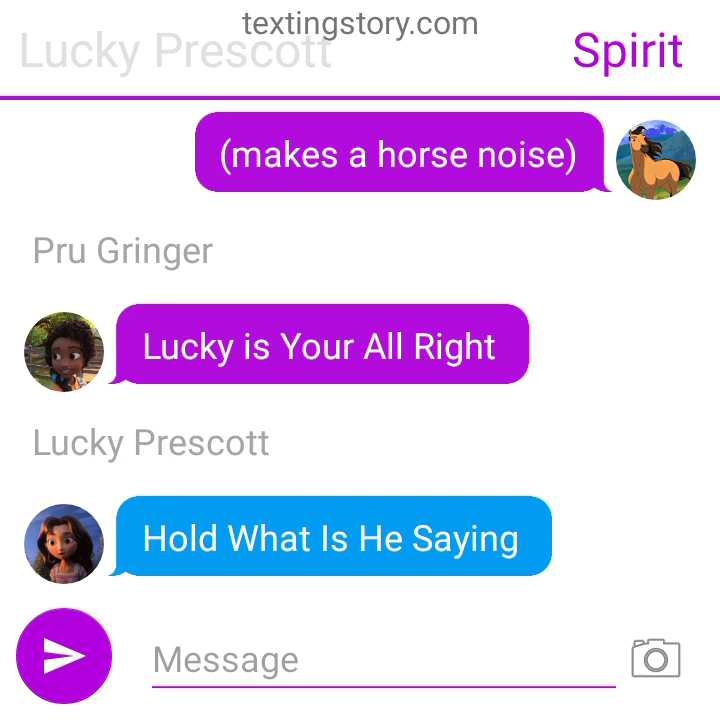 textingstory.com
Lucky Prescott
Spirit
(makes a horse noise)
Pru Gringer
Lucky is Your All Right
Lucky Prescott
Hold What Is He Saying
Message